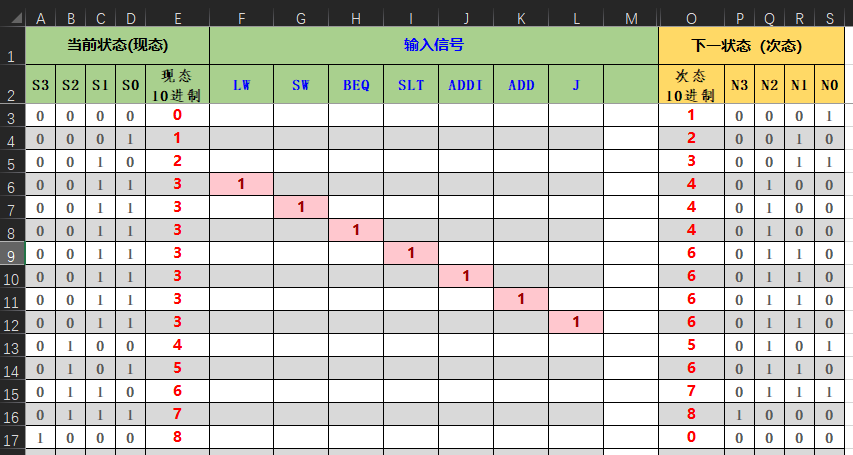 A B C D E F G H I J K L M O P Q R S
1 当前状态(现态) 输入信号 下一状态 (次态)
2 S3 S2 S1 S0 现态 10进制 LW SW BEQ SLT ADDI ADD J 次态 10进制 N3 N2 N1 N0
3 0 0 0 0 0 1 0 0 0 1
4 0 0 0 1 1 2 0 0 1 0
5 0 0 1 0 2 3 0 0 1 1
6 0 0 1 1 3 1 4 0 1 0 0
7 0 0 1 1 3 1 4 0 1 0 0
8 0 0 1 1 3 1 4 0 1 0 0
9 0 0 1 1 3 1 6 0 1 1 0
10 0 0 1 1 3 1 6 0 1 1 0
11 0 0 1 1 3 1 6 0 1 1 0
12 0 0 1 1 3 1 6 0 1 1 0
13 0 1 0 0 4 5 0 1 0 1
14 0 1 0 1 5 6 0 1 1 0
15 0 1 1 0 6 7 0 1 1 1
16 0 1 1 1 7 8 1 0 0 0
17 1 0 0 0 8 0 0 0 0 0